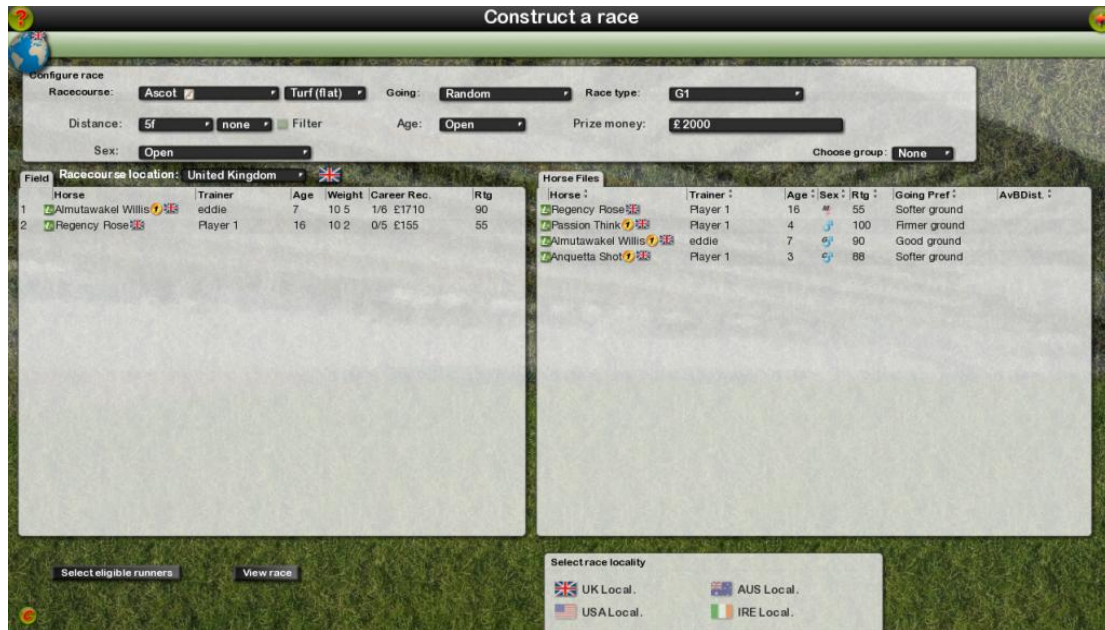 Construct a race
Configure race
Racecourse: Ascot Turf (flat) Going: Random Race type: G1
Distance: 5f none Filter Age: Open Prize money: £2000
Sex: Open Choose group: None
Field Racecourse location: United Kingdom Horse Files
Horse Trainer Age Weight Career Rec. Rtg
1 Almutawakel Willis eddie 7 10 5 1/6 £1710 90
2 Regency Rose Player 1 16 10 2 0/5 £155 55
Horse Trainer Age Sex Rtg Going Pref AvBDist.
Regency Rose Player 1 16 55 Softer ground
Passion Think Player 1 4 100 Firmer ground
Almutawakel Willis eddie 7 90 Good ground
Anquetta Shot Player 1 3 88 Softer ground
Select eligible runners View race
Select race locality
UK Local. AUS Local.
USA Local. IRE Local.